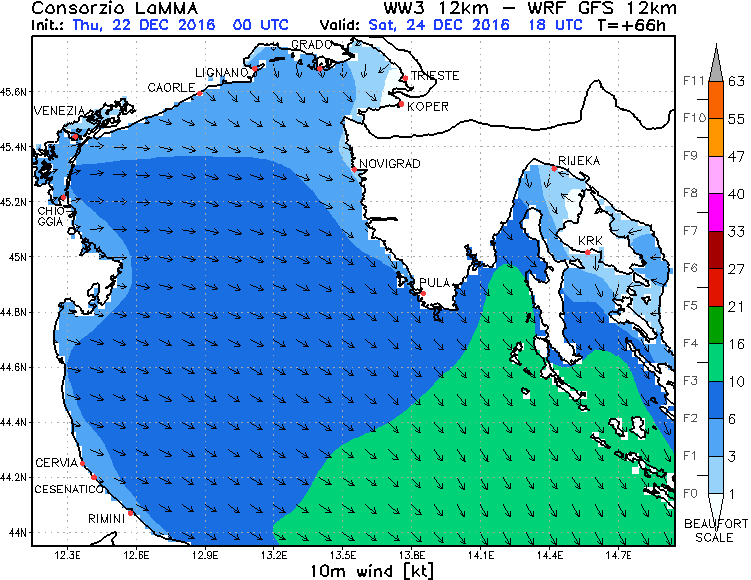 Consorzio LaMMA WW3 12km – WRF GFS 12km
Init.: Thu, 22 DEC 2016 00 UTC Valid: Sat, 24 DEC 2016 18 UTC T=+66h
GRADO
LIGNANO
TRIESTE
CAORLE
KOPER
VENEZIA
NOVIGRAD
RIJEKA
CHIO-
GGIA
KRK
PULA
CERVIA
CESENATICO
RIMINI
45.6N
45.4N
45.2N
45N
44.8N
44.6N
44.4N
44.2N
44N
12.3E 12.6E 12.9E 13.2E 13.5E 13.8E 14.1E 14.4E 14.7E
10m wind [kt]
F11 63
F10 55
F9 47
F8 40
F7 33
F6 27
F5 21
F4 16
F3 10
F2 6
F1 3
F0 1
BEAUFORT
SCALE